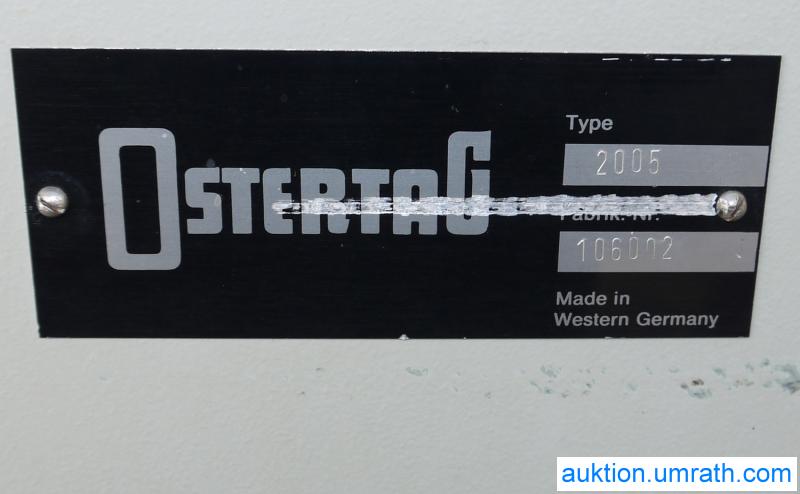 OSTERTAG
Type
2005
Fabrik.-Nr.
106002
Made in
Western Germany
auktion.umrath.com